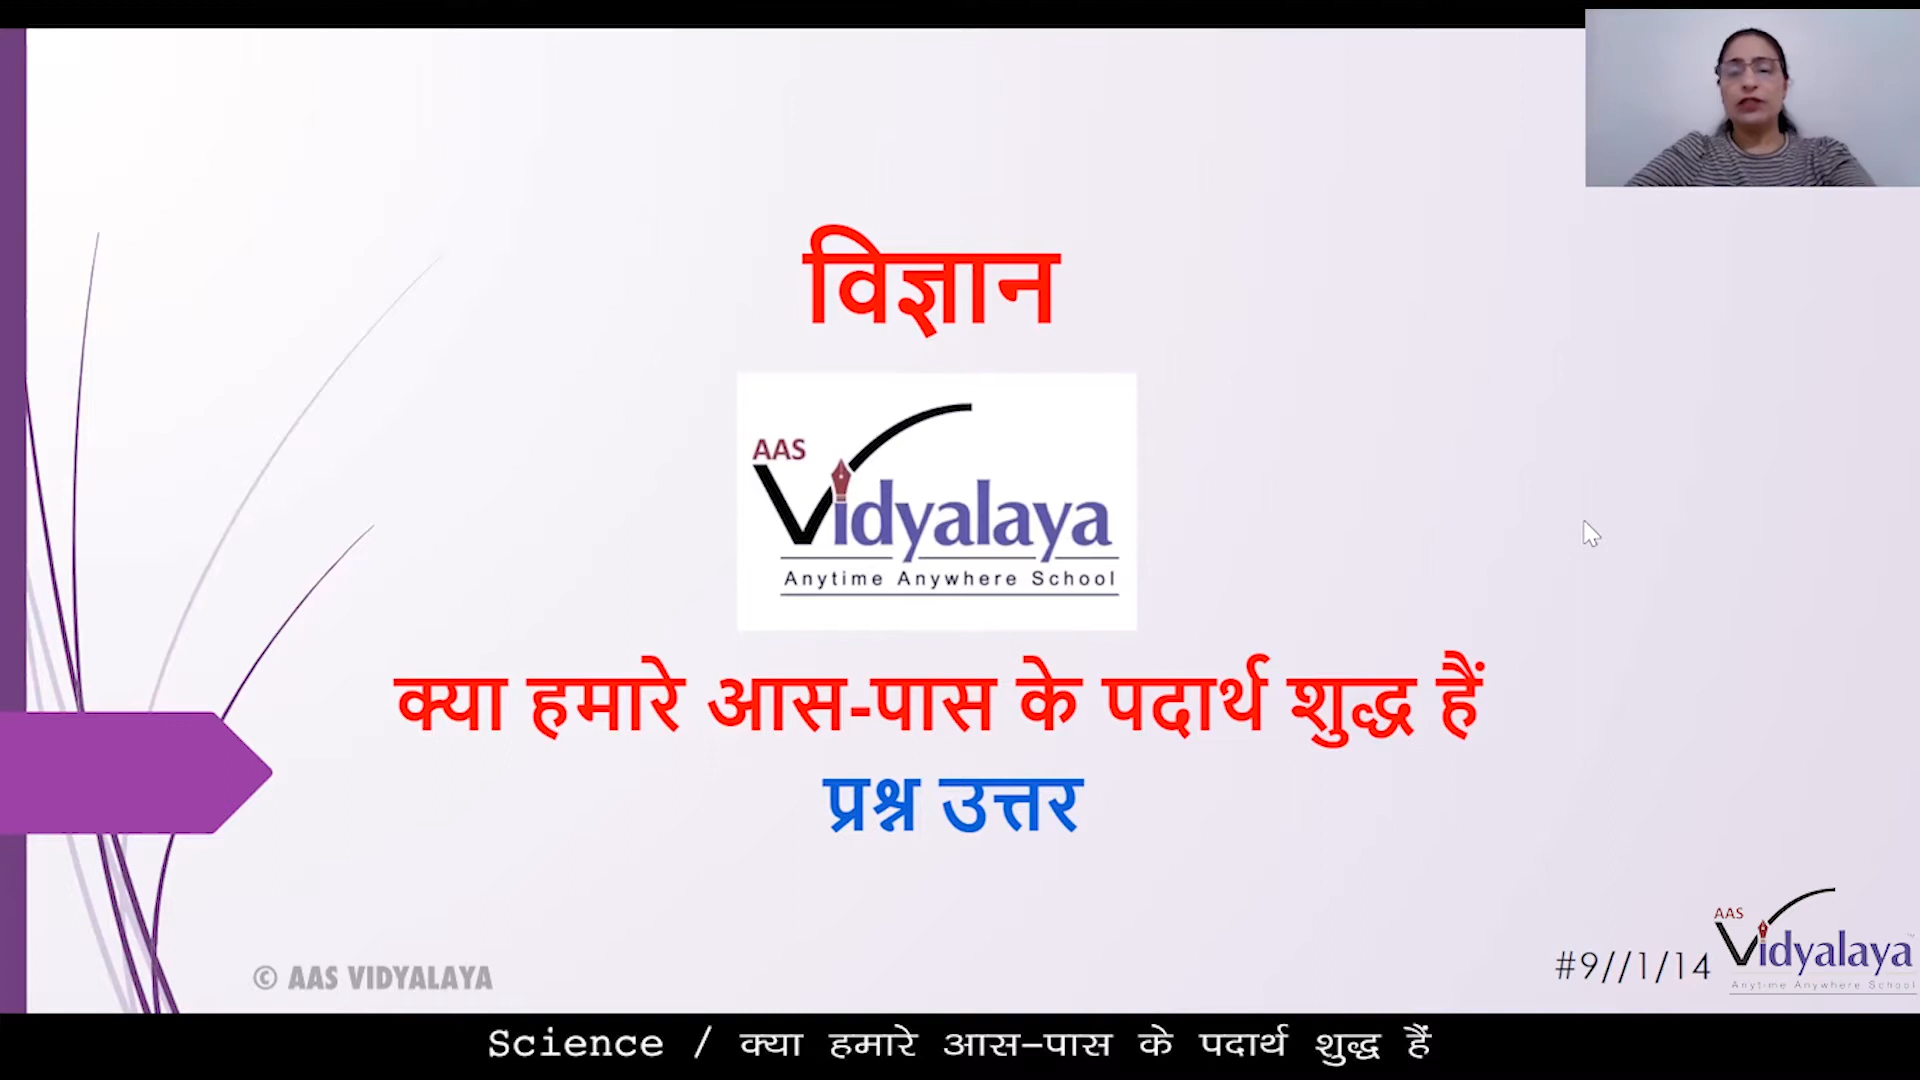 विज्ञान
AAS
Vidyalaya
Anytime Anywhere School
क्या हमारे आस-पास के पदार्थ शुद्ध हैं
प्रश्न उत्तर
© AAS VIDYALAYA
#9//1/14
AAS
Vidyalaya
Anytime Anywhere School
Science / क्या हमारे आस-पास के पदार्थ शुद्ध हैं